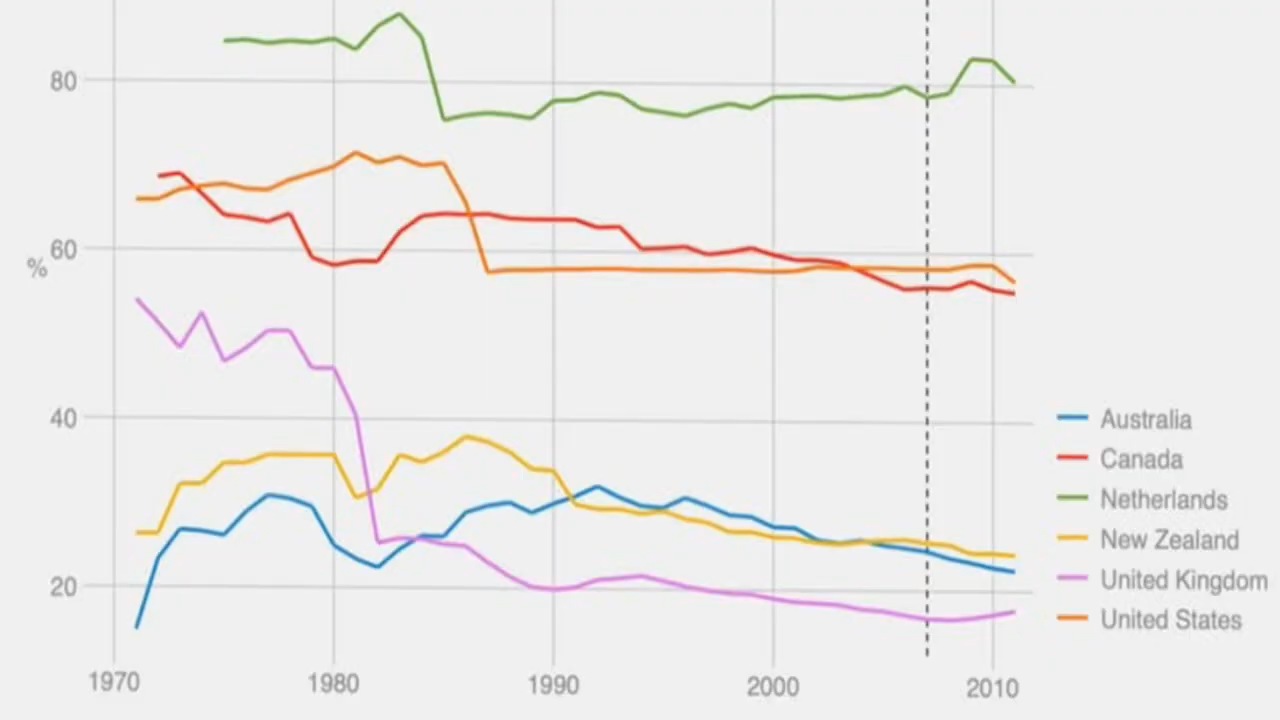 80
60
%
40
20
1970
1980
1990
2000
2010
Australia
Canada
Netherlands
New Zealand
United Kingdom
United States